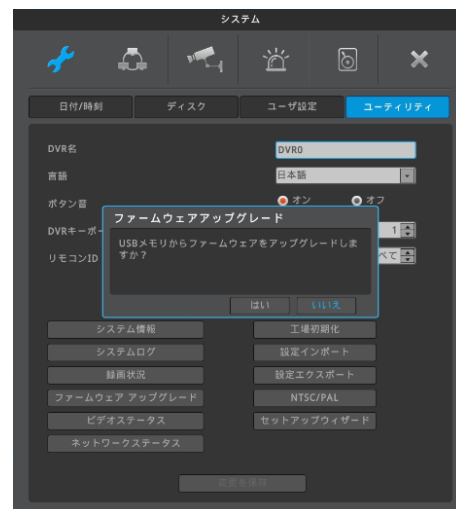 システム
日付/時刻 ディスク ユーザ設定 ユーティリティ
DVR名 DVR0
言語 日本語
ボタン音 オン オフ
ファームウェアアップグレード
DVRキーボー 1
USBメモリからファームウェアをアップグレードしま
すか？
リモコンID べて
はい いいえ
システム情報 工場初期化
システムログ 設定インポート
録画状況 設定エクスポート
ファームウェア アップグレード NTSC/PAL
ビデオステータス セットアップウィザード
ネットワークステータス
変更を保存